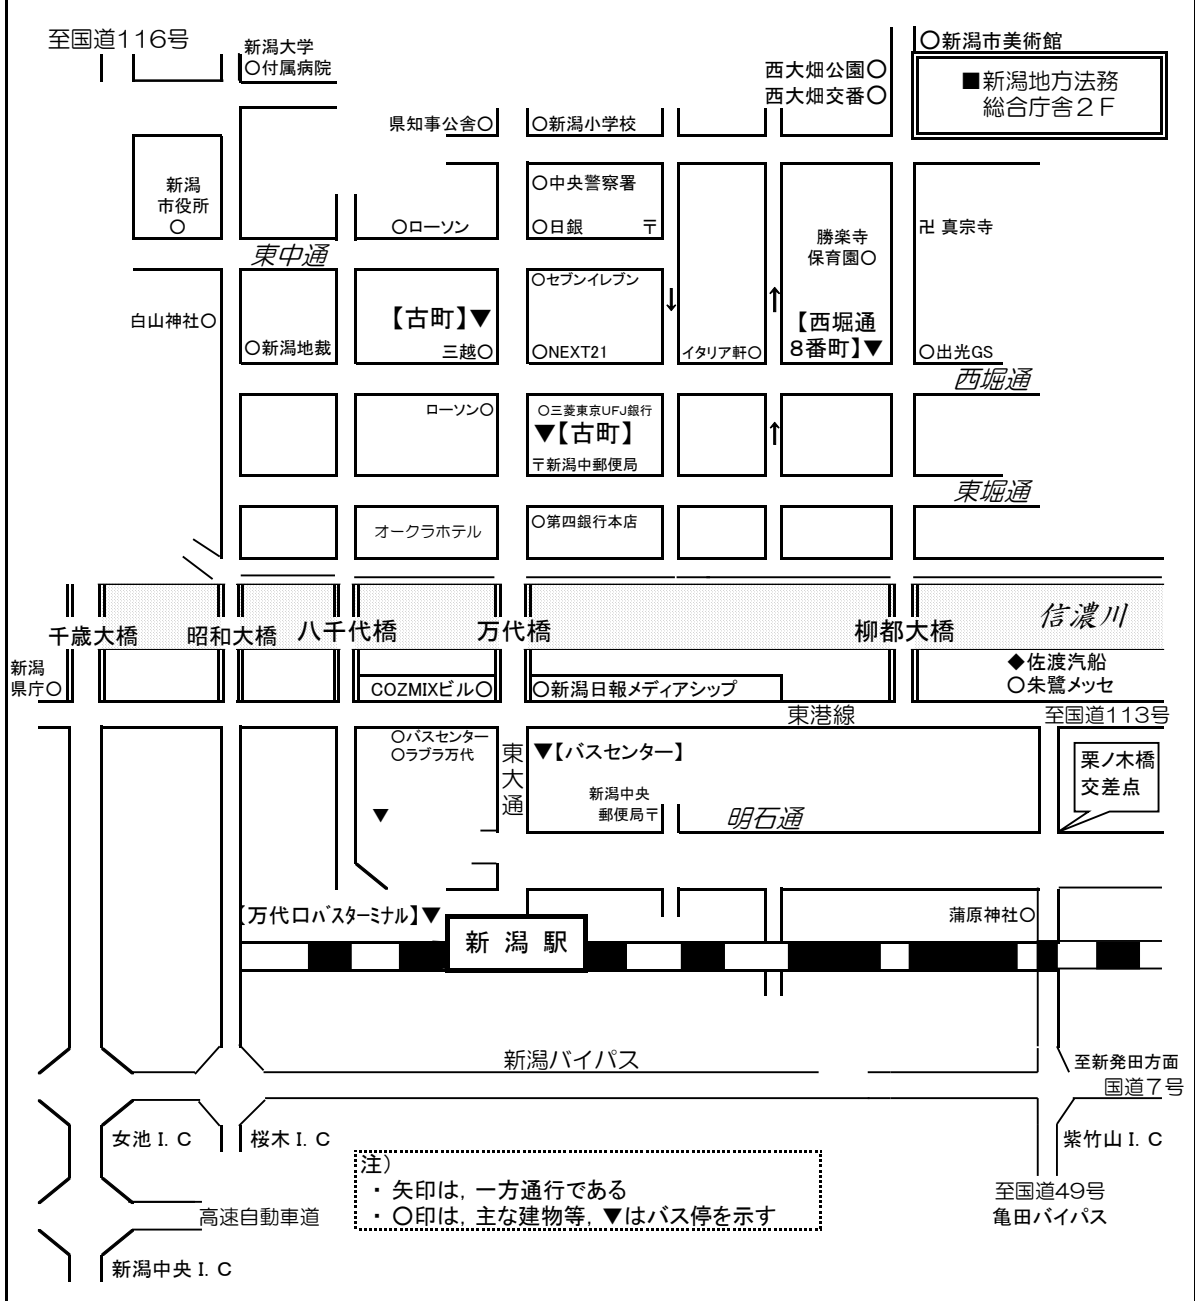 至国道116号
新潟大学
○付属病院
○新潟市美術館
西大畑公園○
西大畑交番○
■新潟地方法務
総合庁舎2F
県知事公舎○
○新潟小学校
新潟
市役所
○
○中央警察署
○ローソン
○日銀 〒
勝楽寺
保育園○
卍 真宗寺
東中通
○セブンイレブン
↓
↑
白山神社○
【古町】▼
【西堀通
8番町】▼
○新潟地裁
三越○
○NEXT21
イタリア軒○
○出光GS
西堀通
ローソン○
○三菱東京UFJ銀行
▼【古町】
↑
〒新潟中郵便局
東堀通
オークラホテル
○第四銀行本店
信濃川
千歳大橋
昭和大橋
八千代橋
万代橋
柳都大橋
新潟
県庁○
◆佐渡汽船
○朱鷺メッセ
COZMIXビル○
○新潟日報メディアシップ
東港線
至国道113号
○バスセンター
○ラブラ万代
東大通
▼【バスセンター】
栗ノ木橋
交差点
新潟中央
郵便局〒
明石通
▼
【万代口バスターミナル】▼
新潟駅
蒲原神社○
新潟バイパス
至新発田方面
国道7号
女池 I. C
桜木 I. C
紫竹山 I. C
注)
・ 矢印は, 一方通行である
・ ○印は, 主な建物等, ▼はバス停を示す
至国道49号
亀田バイパス
高速自動車道
新潟中央 I. C